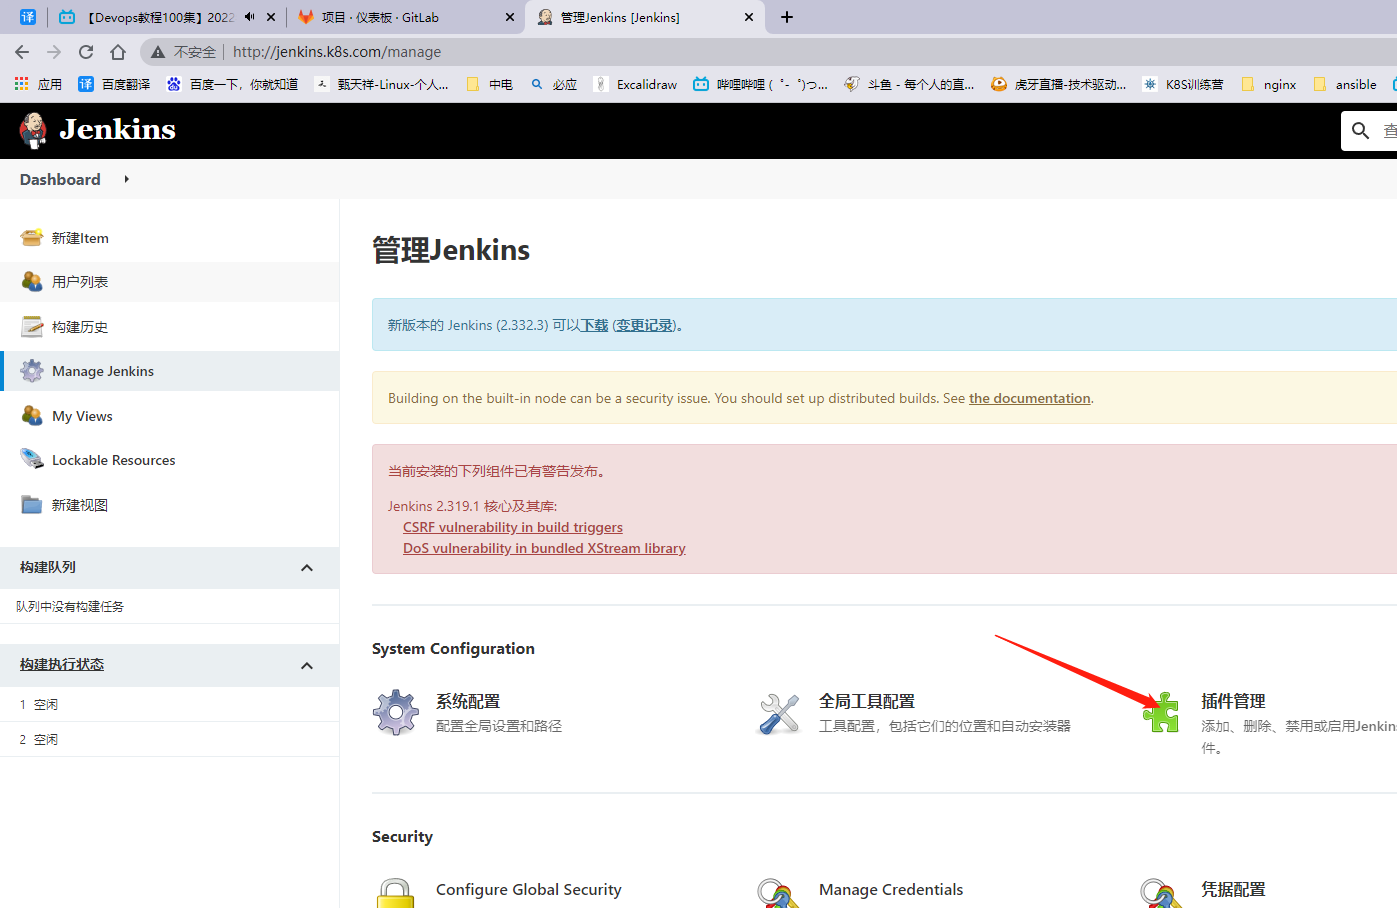 译
【Devops教程100集】2022
项目 · 仪表板 · GitLab
管理Jenkins [Jenkins]
不安全 http://jenkins.k8s.com/manage
应用
译 百度翻译
百度一下，你就知道
甄天祥-Linux-个人...
中电
必应
Excalidraw
哔哩哔哩 (゜-゜)つ...
斗鱼 - 每个人的直...
虎牙直播-技术驱动...
K8S训练营
nginx
ansible
Jenkins
查
Dashboard
新建Item
用户列表
构建历史
Manage Jenkins
My Views
Lockable Resources
新建视图
构建队列
队列中没有构建任务
构建执行状态
1 空闲
2 空闲
管理Jenkins
新版本的 Jenkins (2.332.3) 可以下载 (变更记录)。
Building on the built-in node can be a security issue. You should set up distributed builds. See the documentation.
当前安装的下列组件已有警告发布。
Jenkins 2.319.1 核心及其库:
CSRF vulnerability in build triggers
DoS vulnerability in bundled XStream library
System Configuration
系统配置
配置全局设置和路径
全局工具配置
工具配置，包括它们的位置和自动安装器
插件管理
添加、删除、禁用或启用Jenkins
件。
Security
Configure Global Security
Manage Credentials
凭据配置